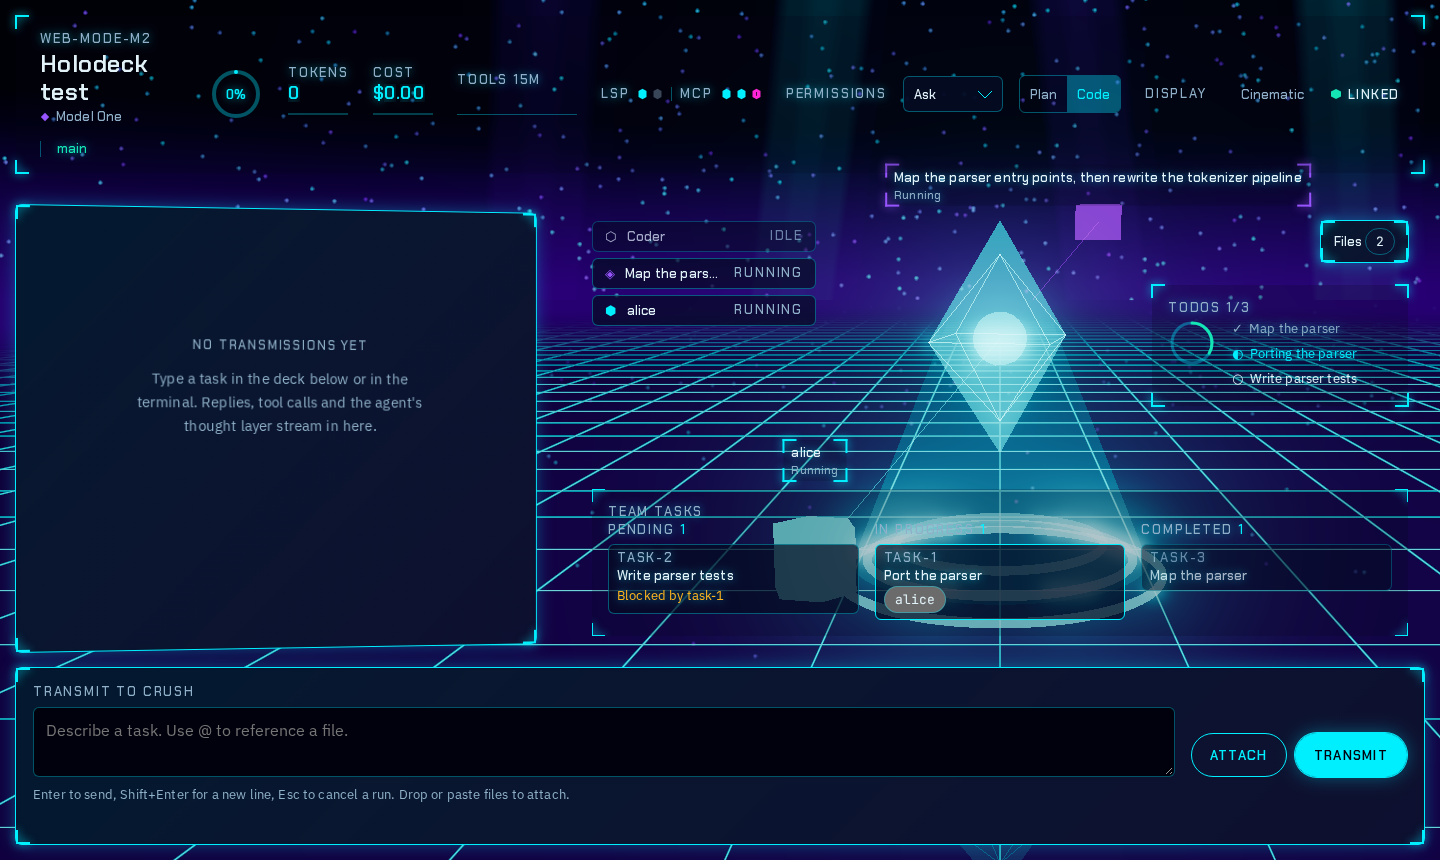 WEB-MODE-M2
Holodeck
test
Model One
main
0%
TOKENS
0
COST
$0.00
TOOLS 15M
LSP
MCP
PERMISSIONS
Ask
Plan
Code
DISPLAY
Cinematic
LINKED
Map the parser entry points, then rewrite the tokenizer pipeline
Running
Files 2
Coder IDLE
Map the pars... RUNNING
alice RUNNING
TODOS 1/3
✓ Map the parser
Porting the parser
Write parser tests
NO TRANSMISSIONS YET
Type a task in the deck below or in the
terminal. Replies, tool calls and the agent's
thought layer stream in here.
alice
Running
TEAM TASKS
PENDING 1
TASK-2
Write parser tests
Blocked by task-1
IN PROGRESS 1
TASK-1
Port the parser
alice
COMPLETED 1
TASK-3
Map the parser
TRANSMIT TO CRUSH
Describe a task. Use @ to reference a file.
ATTACH
TRANSMIT
Enter to send, Shift+Enter for a new line, Esc to cancel a run. Drop or paste files to attach.